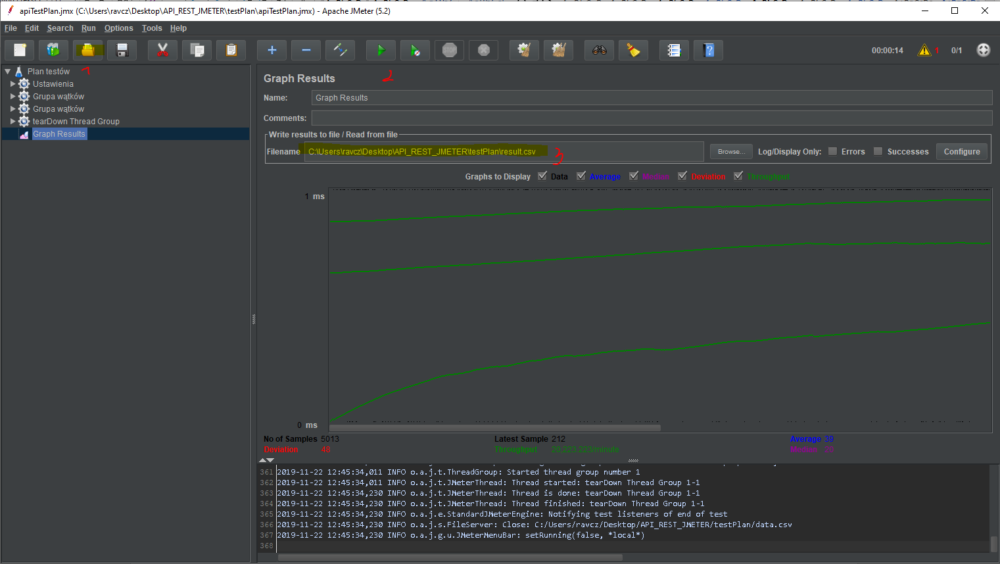 apiTestPlan.jmx (C:\Users\ravcz\Desktop\API_REST_JMETER\testPlan\apiTestPlan.jmx) - Apache JMeter (5.2)
File Edit Search Run Options Tools Help
STOP
00:00:14 1 0/1
Plan testów 1
Ustawienia
Grupa wątków
Grupa wątków
tearDown Thread Group
Graph Results
Graph Results 2
Name: Graph Results
Comments:
Write results to file / Read from file
Filename C:\Users\ravcz\Desktop\API_REST_JMETER\testPlan\result.csv 3 Browse... Log/Display Only: Errors Successes Configure
Graphs to Display Data Average Median Deviation Throughput
1 ms
0 ms
No of Samples 5013 Latest Sample 212 Average 39
Deviation 48 Throughput 20,223.223/minute Median
361 2019-11-22 12:45:34,011 INFO o.a.j.t.ThreadGroup: Started thread group number 1
362 2019-11-22 12:45:34,011 INFO o.a.j.t.JMeterThread: Thread started: tearDown Thread Group 1-1
363 2019-11-22 12:45:34,230 INFO o.a.j.t.JMeterThread: Thread is done: tearDown Thread Group 1-1
364 2019-11-22 12:45:34,230 INFO o.a.j.t.JMeterThread: Thread finished: tearDown Thread Group 1-1
365 2019-11-22 12:45:34,230 INFO o.a.j.e.StandardJMeterEngine: Notifying test listeners of end of test
366 2019-11-22 12:45:34,230 INFO o.a.j.s.FileServer: Close: C:/Users/ravcz/Desktop/API_REST_JMETER/testPlan/data.csv
367 2019-11-22 12:45:34,230 INFO o.a.j.g.u.JMeterMenuBar: setRunning(false, *local*)
368